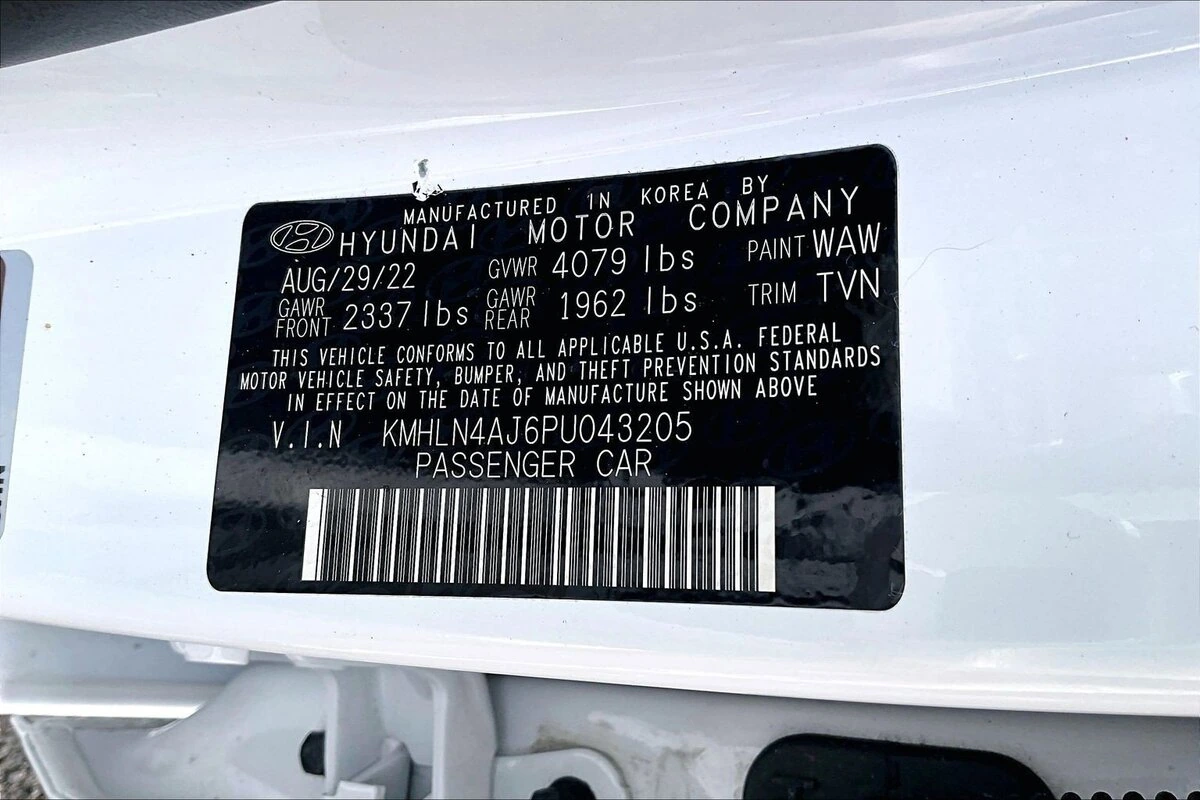 MANUFACTURED IN KOREA BY
HYUNDAI MOTOR COMPANY
AUG/29/22 GVWR 4079 lbs PAINT WAW
GAWR FRONT 2337 lbs GAWR REAR 1962 lbs TRIM TVN
THIS VEHICLE CONFORMS TO ALL APPLICABLE U.S.A. FEDERAL
MOTOR VEHICLE SAFETY, BUMPER, AND THEFT PREVENTION STANDARDS
IN EFFECT ON THE DATE OF MANUFACTURE SHOWN ABOVE
V.I.N KMHLN4AJ6PU043205
PASSENGER CAR